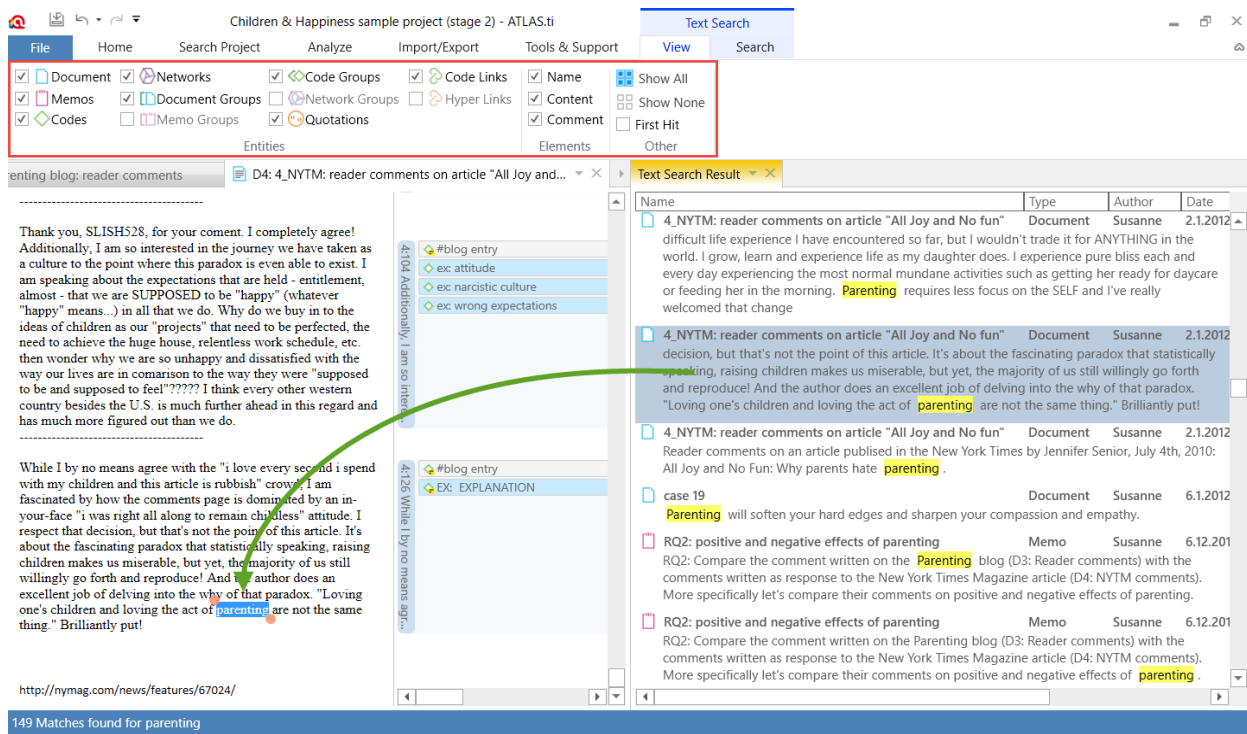 Children & Happiness sample project (stage 2) - ATLAS.ti
Text Search
File Home Search Project Analyze Import/Export Tools & Support View Search
Document Networks Code Groups Code Links Name Show All
Memos Document Groups Network Groups Hyper Links Content Show None
Codes Memo Groups Quotations Comment First Hit
Entities Elements Other
renting blog: reader comments
D4: 4_NYTM: reader comments on article "All Joy and...
Text Search Result
----------------------------------------
Thank you, SLISH528, for your coment. I completely agree!
Additionally, I am so interested in the journey we have taken as
a culture to the point where this paradox is even able to exist. I
am speaking about the expectations that are held - entitlement,
almost - that we are SUPPOSED to be "happy" (whatever
"happy" means...) in all that we do. Why do we buy in to the
ideas of children as our "projects" that need to be perfected, the
need to achieve the huge house, relentless work schedule, etc.
then wonder why we are so unhappy and dissatisfied with the
way our lives are in comarison to the way they were "supposed
to be and supposed to feel"????? I think every other western
country besides the U.S. is much further ahead in this regard and
has much more figured out than we do.
----------------------------------------
While I by no means agree with the "i love every second i spend
with my children and this article is rubbish" crowd, I am
fascinated by how the comments page is dominated by an in-
your-face "i was right all along to remain childless" attitude. I
respect that decision, but that's not the point of this article. It's
about the fascinating paradox that statistically speaking, raising
children makes us miserable, but yet, the majority of us still
willingly go forth and reproduce! And the author does an
excellent job of delving into the why of that paradox. "Loving
one's children and loving the act of parenting are not the same
thing." Brilliantly put!
http://nymag.com/news/features/67024/
4:104 Additionally, I am so intere...
#blog entry
ex: attitude
ex: narcistic culture
ex: wrong expectations
4:126 While I by no means agr...
#blog entry
EX: EXPLANATION
Name Type Author Date
4_NYTM: reader comments on article "All Joy and No fun" Document Susanne 2.1.2012
difficult life experience I have encountered so far, but I wouldn't trade it for ANYTHING in the
world. I grow, learn and experience life as my daughter does. I experience pure bliss each and
every day experiencing the most normal mundane activities such as getting her ready for daycare
or feeding her in the morning. Parenting requires less focus on the SELF and I've really
welcomed that change
4_NYTM: reader comments on article "All Joy and No fun" Document Susanne 2.1.2012
decision, but that's not the point of this article. It's about the fascinating paradox that statistically
speaking, raising children makes us miserable, but yet, the majority of us still willingly go forth
and reproduce! And the author does an excellent job of delving into the why of that paradox.
"Loving one's children and loving the act of parenting are not the same thing." Brilliantly put!
4_NYTM: reader comments on article "All Joy and No fun" Document Susanne 2.1.2012
Reader comments on an article publised in the New York Times by Jennifer Senior, July 4th, 2010:
All Joy and No Fun: Why parents hate parenting .
case 19 Document Susanne 6.1.2012
Parenting will soften your hard edges and sharpen your compassion and empathy.
RQ2: positive and negative effects of parenting Memo Susanne 6.12.201
RQ2: Compare the comment written on the Parenting blog (D3: Reader comments) with the
comments written as response to the New York Times Magazine article (D4: NYTM comments).
More specifically let's compare their comments on positive and negative effects of parenting.
RQ2: positive and negative effects of parenting Memo Susanne 6.12.201
RQ2: Compare the comment written on the Parenting blog (D3: Reader comments) with the
comments written as response to the New York Times Magazine article (D4: NYTM comments).
More specifically let's compare their comments on positive and negative effects of parenting .
149 Matches found for parenting